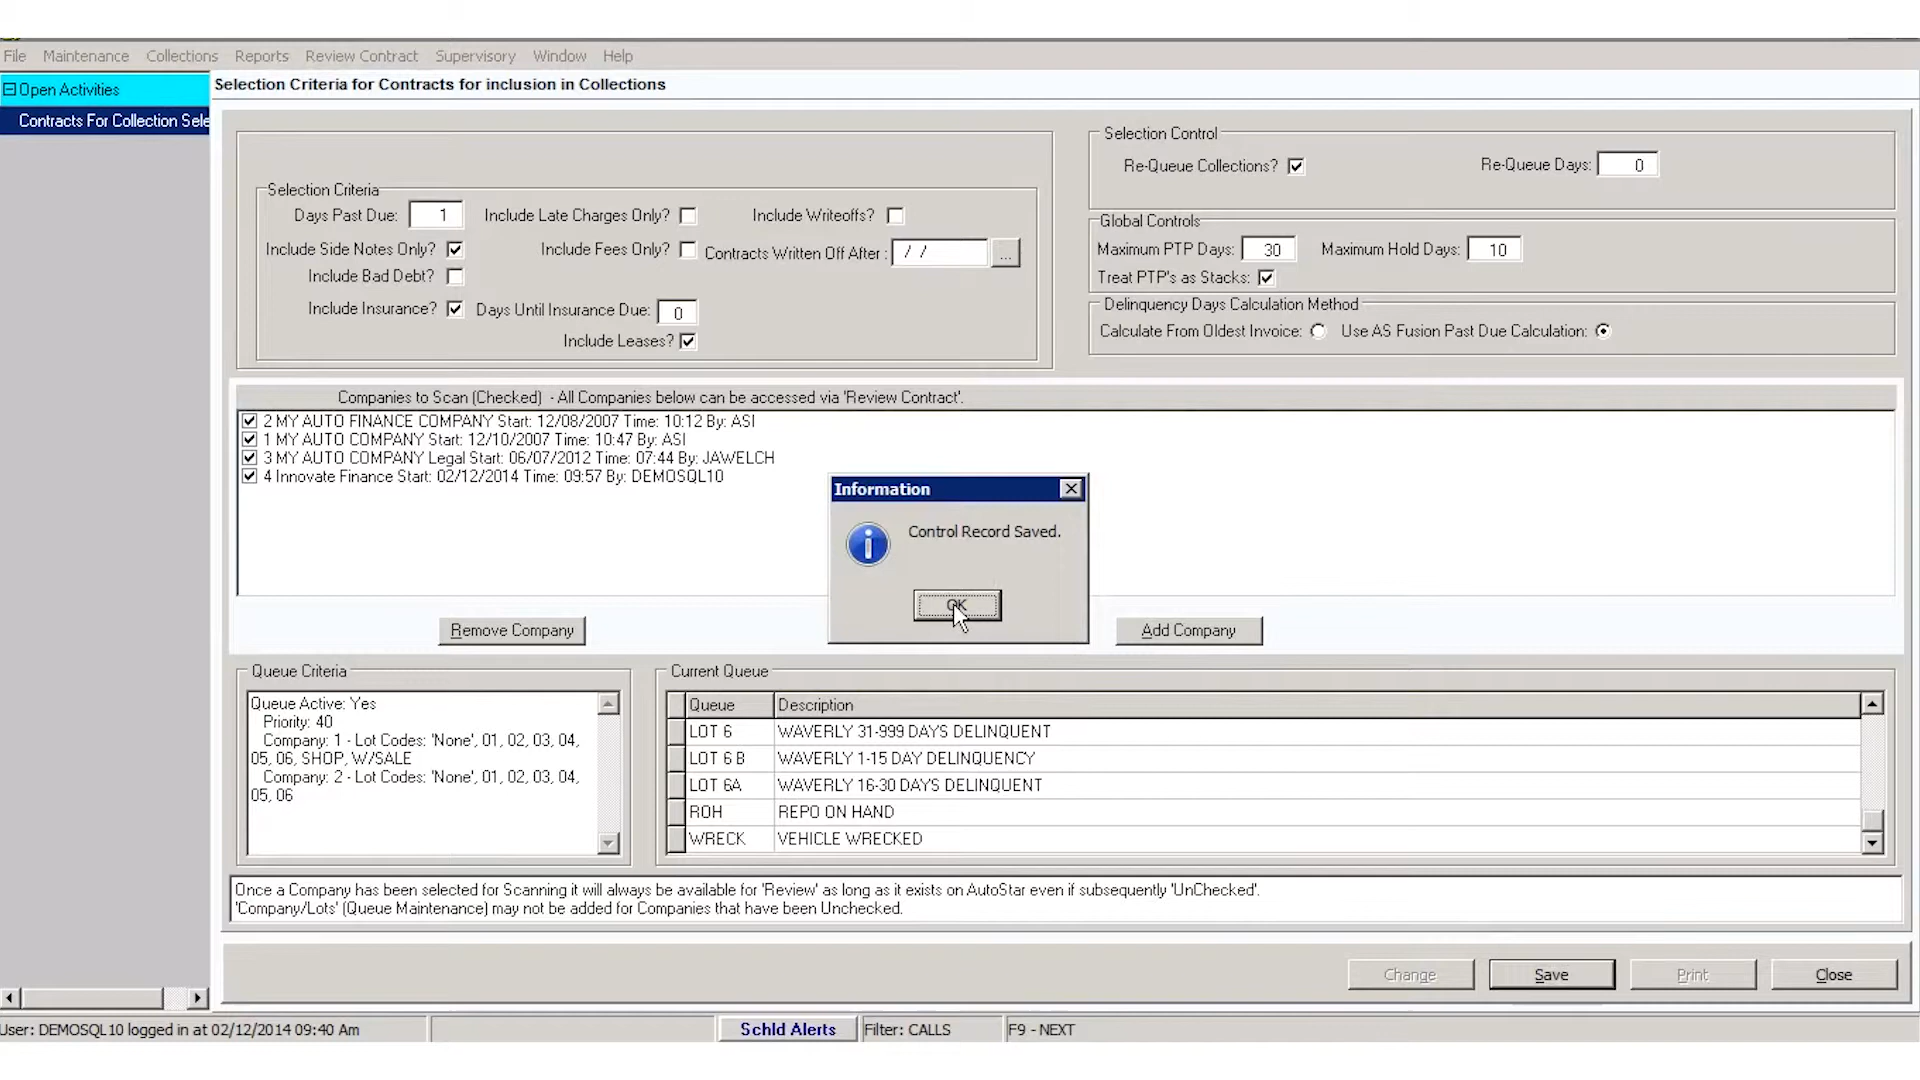 File Maintenance Collections Reports Review Contract Supervisory Window Help
Open Activities
Contracts For Collection Sele
Selection Criteria for Contracts for inclusion in Collections
Selection Criteria
Days Past Due: 1 Include Late Charges Only? Include Writeoffs?
Include Side Notes Only? Include Fees Only? Contracts Written Off After : / / ...
Include Bad Debt?
Include Insurance? Days Until Insurance Due: 0
Include Leases?
Selection Control
Re-Queue Collections? Re-Queue Days: 0
Global Controls
Maximum PTP Days: 30 Maximum Hold Days: 10
Treat PTP's as Stacks:
Delinquency Days Calculation Method
Calculate From Oldest Invoice: Use AS Fusion Past Due Calculation:
Companies to Scan (Checked) - All Companies below can be accessed via 'Review Contract'.
2 MY AUTO FINANCE COMPANY Start: 12/08/2007 Time: 10:12 By: ASI
1 MY AUTO COMPANY Start: 12/10/2007 Time: 10:47 By: ASI
3 MY AUTO COMPANY Legal Start: 06/07/2012 Time: 07:44 By: JAWELCH
4 Innovate Finance Start: 02/12/2014 Time: 09:57 By: DEMOSQL10
Information
Control Record Saved.
OK
Remove Company Add Company
Queue Criteria
Queue Active: Yes
Priority: 40
Company: 1 - Lot Codes: 'None', 01, 02, 03, 04,
05, 06, SHOP, W/SALE
Company: 2 - Lot Codes: 'None', 01, 02, 03, 04,
05, 06
Current Queue
Queue Description
LOT 6 WAVERLY 31-999 DAYS DELINQUENT
LOT 6 B WAVERLY 1-15 DAY DELINQUENCY
LOT 6A WAVERLY 16-30 DAYS DELINQUENT
ROH REPO ON HAND
WRECK VEHICLE WRECKED
Once a Company has been selected for Scanning it will always be available for 'Review' as long as it exists on AutoStar even if subsequently 'UnChecked'.
'Company/Lots' (Queue Maintenance) may not be added for Companies that have been Unchecked.
Change Save Print Close
User: DEMOSQL10 logged in at 02/12/2014 09:40 Am Schld Alerts Filter: CALLS F9 - NEXT